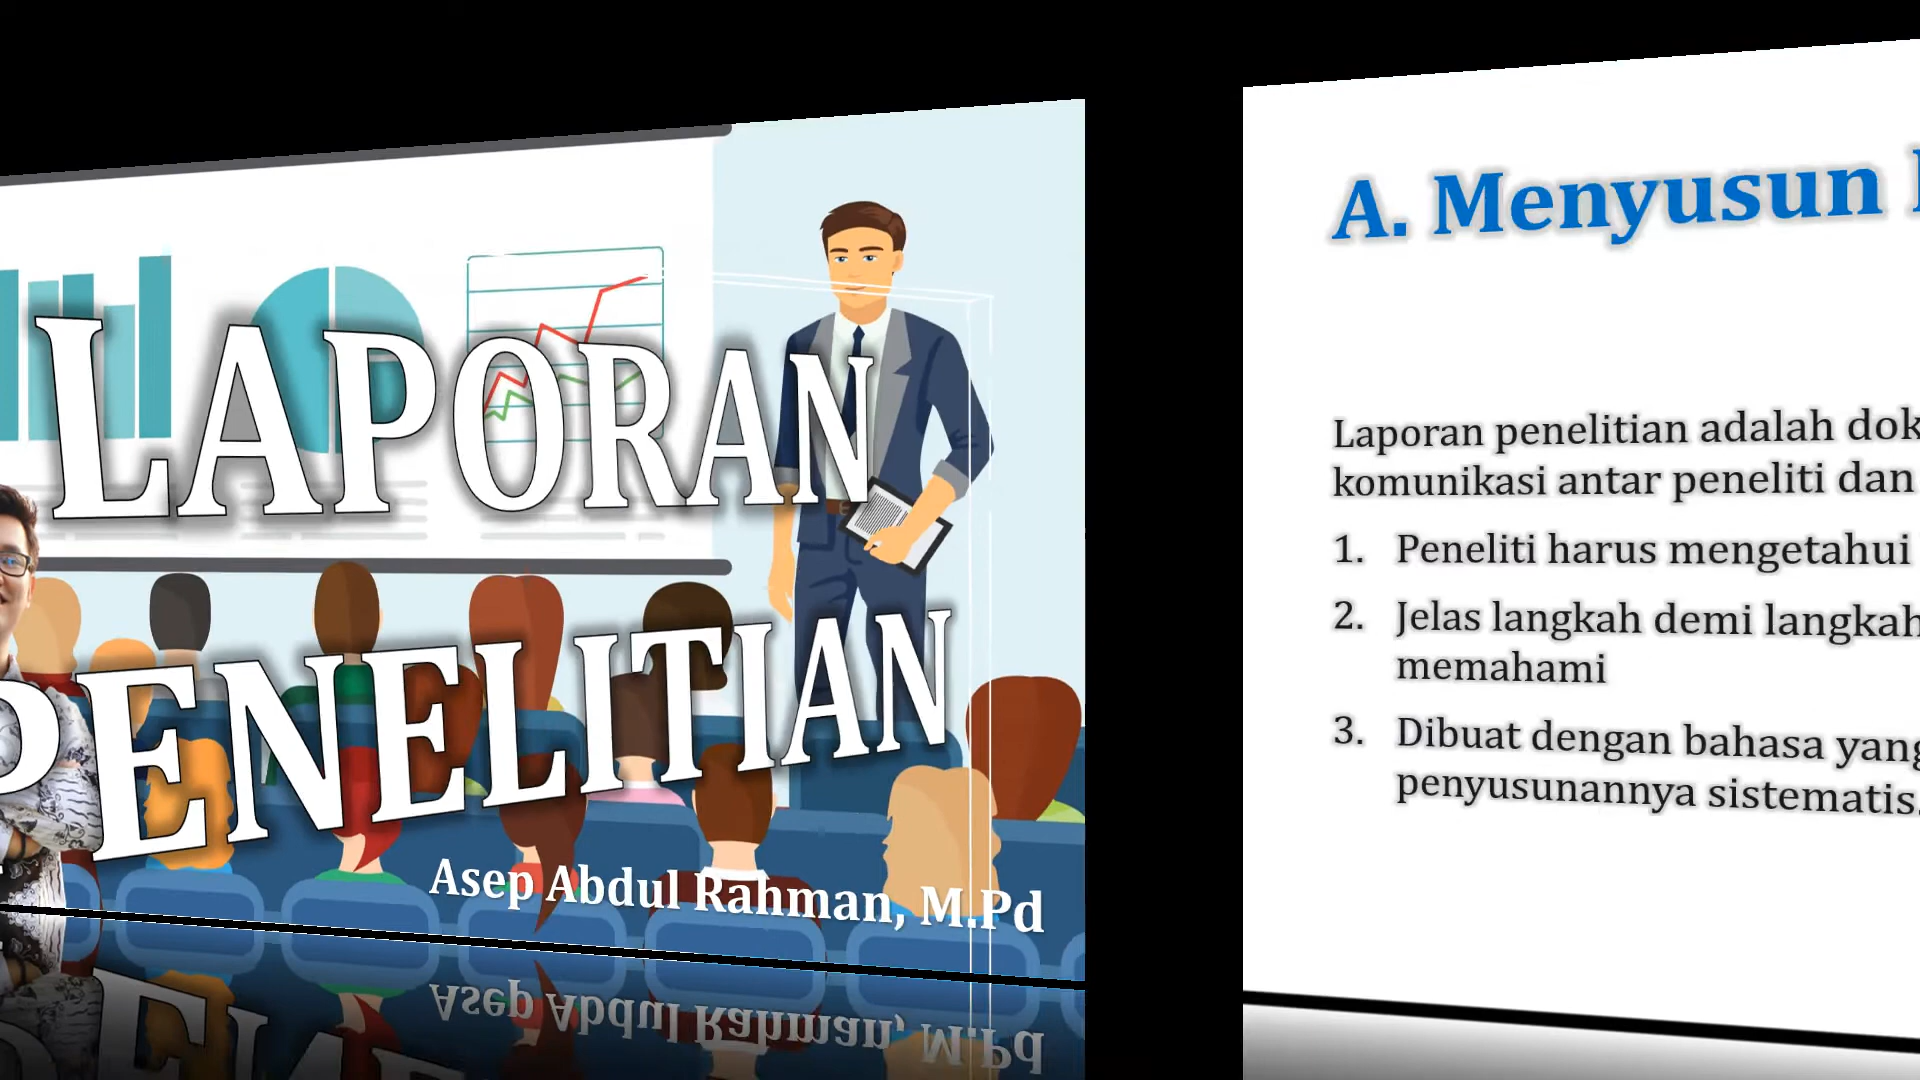 LAPORAN
PENELITIAN
Asep Abdul Rahman, M.Pd
A. Menyusun
Laporan penelitian adalah dok
komunikasi antar peneliti dan
1. Peneliti harus mengetahui
2. Jelas langkah demi langkah
memahami
3. Dibuat dengan bahasa yang
penyusunannya sistematis.